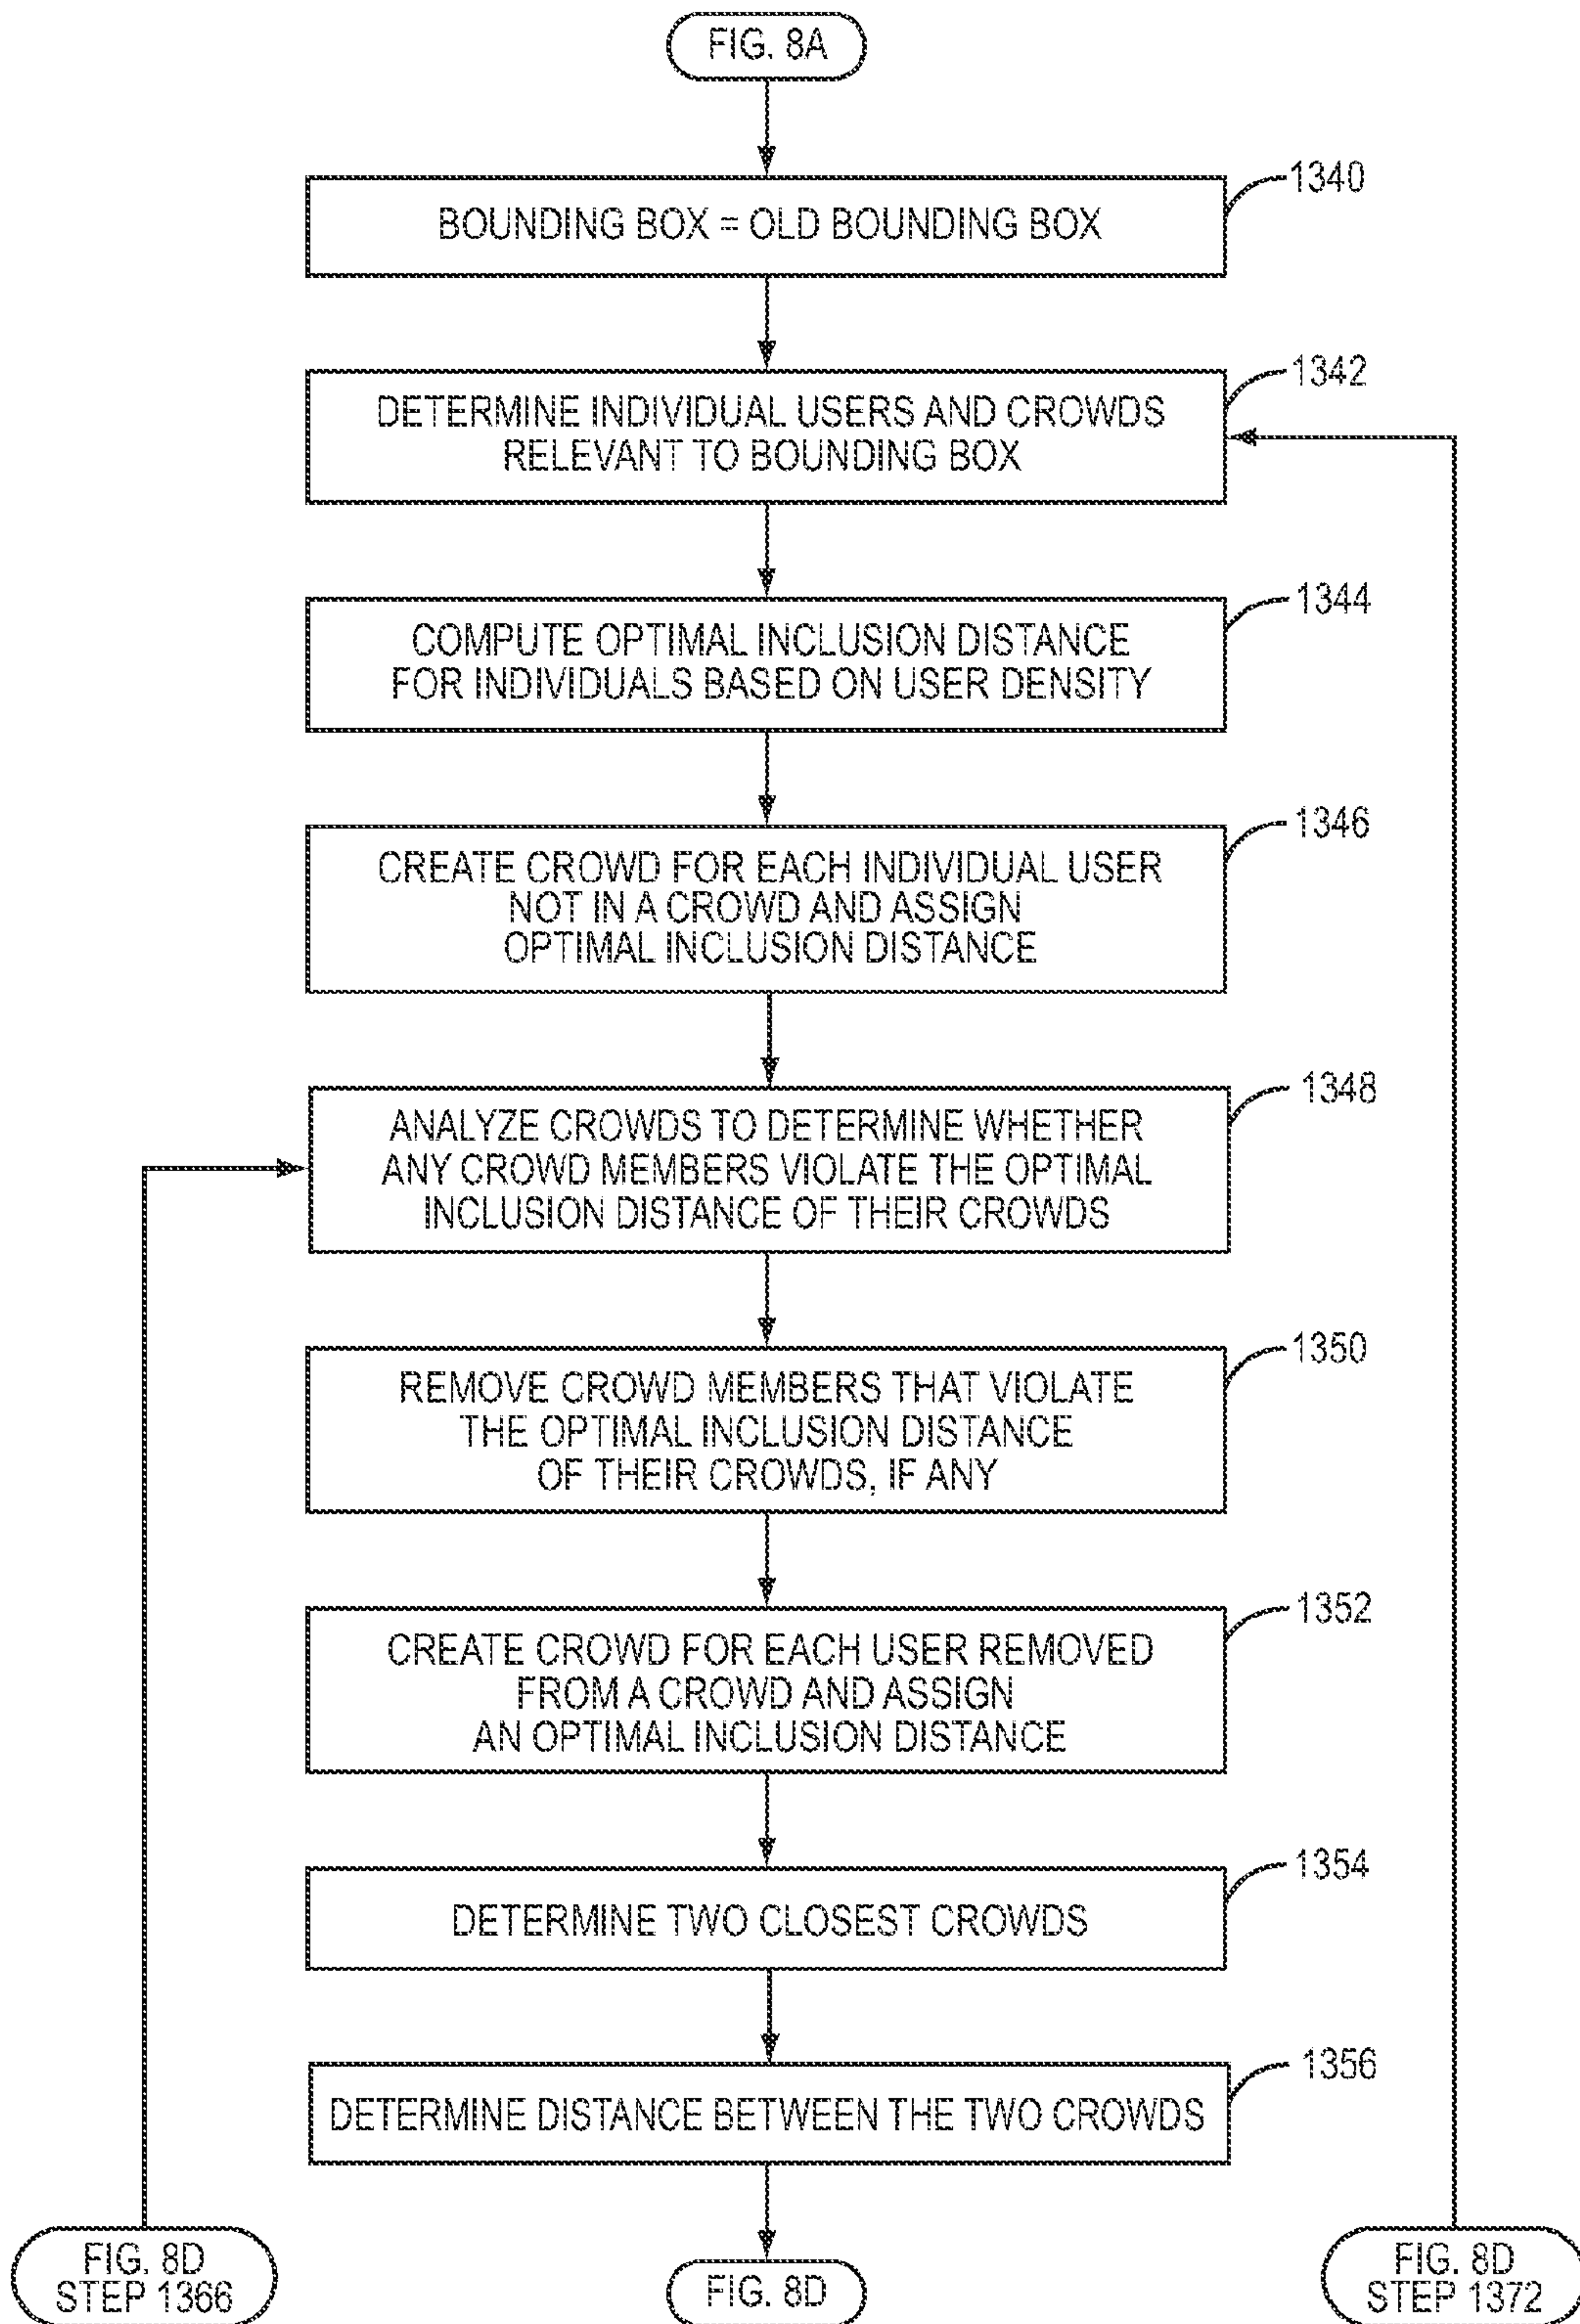 FIG. 8A
1340
BOUNDING BOX = OLD BOUNDING BOX
1342
DETERMINE INDIVIDUAL USERS AND CROWDS
RELEVANT TO BOUNDING BOX
1344
COMPUTE OPTIMAL INCLUSION DISTANCE
FOR INDIVIDUALS BASED ON USER DENSITY
1346
CREATE CROWD FOR EACH INDIVIDUAL USER
NOT IN A CROWD AND ASSIGN
OPTIMAL INCLUSION DISTANCE
1348
ANALYZE CROWDS TO DETERMINE WHETHER
ANY CROWD MEMBERS VIOLATE THE OPTIMAL
INCLUSION DISTANCE OF THEIR CROWDS
1350
REMOVE CROWD MEMBERS THAT VIOLATE
THE OPTIMAL INCLUSION DISTANCE
OF THEIR CROWDS, IF ANY
1352
CREATE CROWD FOR EACH USER REMOVED
FROM A CROWD AND ASSIGN
AN OPTIMAL INCLUSION DISTANCE
1354
DETERMINE TWO CLOSEST CROWDS
1356
DETERMINE DISTANCE BETWEEN THE TWO CROWDS
FIG. 8D
STEP 1366
FIG. 8D
FIG. 8D
STEP 1372